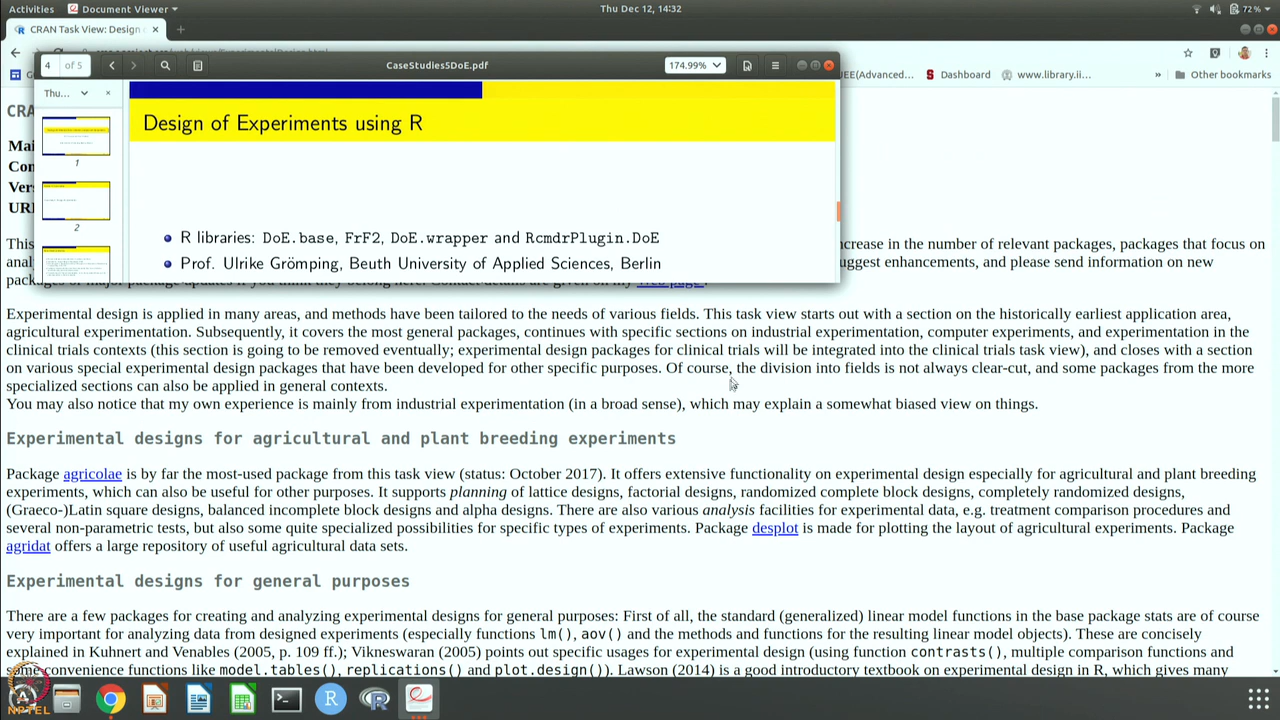 Activities
Document Viewer
Thu Dec 12, 14:32
72%
CRAN Task View: Design
4 of 5
CaseStudies5DoE.pdf
174.99%
JEE(Advanced...
Dashboard
www.library.ii...
»
Other bookmarks
Thu...
1
2
Design of Experiments using R
R libraries: DoE.base, FrF2, DoE.wrapper and RcmdrPlugin.DoE
Prof. Ulrike Grömping, Beuth University of Applied Sciences, Berlin
CRA
Mai
Con
Vers
URI
This
ncrease in the number of relevant packages, packages that focus on
anal
uggest enhancements, and please send information on new
Experimental design is applied in many areas, and methods have been tailored to the needs of various fields. This task view starts out with a section on the historically earliest application area,
agricultural experimentation. Subsequently, it covers the most general packages, continues with specific sections on industrial experimentation, computer experiments, and experimentation in the
clinical trials contexts (this section is going to be removed eventually; experimental design packages for clinical trials will be integrated into the clinical trials task view), and closes with a section
on various special experimental design packages that have been developed for other specific purposes. Of course, the division into fields is not always clear-cut, and some packages from the more
specialized sections can also be applied in general contexts.
You may also notice that my own experience is mainly from industrial experimentation (in a broad sense), which may explain a somewhat biased view on things.
Experimental designs for agricultural and plant breeding experiments
Package agricolae is by far the most-used package from this task view (status: October 2017). It offers extensive functionality on experimental design especially for agricultural and plant breeding
experiments, which can also be useful for other purposes. It supports planning of lattice designs, factorial designs, randomized complete block designs, completely randomized designs,
(Graeco-)Latin square designs, balanced incomplete block designs and alpha designs. There are also various analysis facilities for experimental data, e.g. treatment comparison procedures and
several non-parametric tests, but also some quite specialized possibilities for specific types of experiments. Package desplot is made for plotting the layout of agricultural experiments. Package
agridat offers a large repository of useful agricultural data sets.
Experimental designs for general purposes
There are a few packages for creating and analyzing experimental designs for general purposes: First of all, the standard (generalized) linear model functions in the base package stats are of course
very important for analyzing data from designed experiments (especially functions lm(), aov() and the methods and functions for the resulting linear model objects). These are concisely
explained in Kuhnert and Venables (2005, p. 109 ff.); Vikneswaran (2005) points out specific usages for experimental design (using function contrasts(), multiple comparison functions and
some convenience functions like model.tables(), replications() and plot.design()). Lawson (2014) is a good introductory textbook on experimental design in R, which gives many
NPTEL